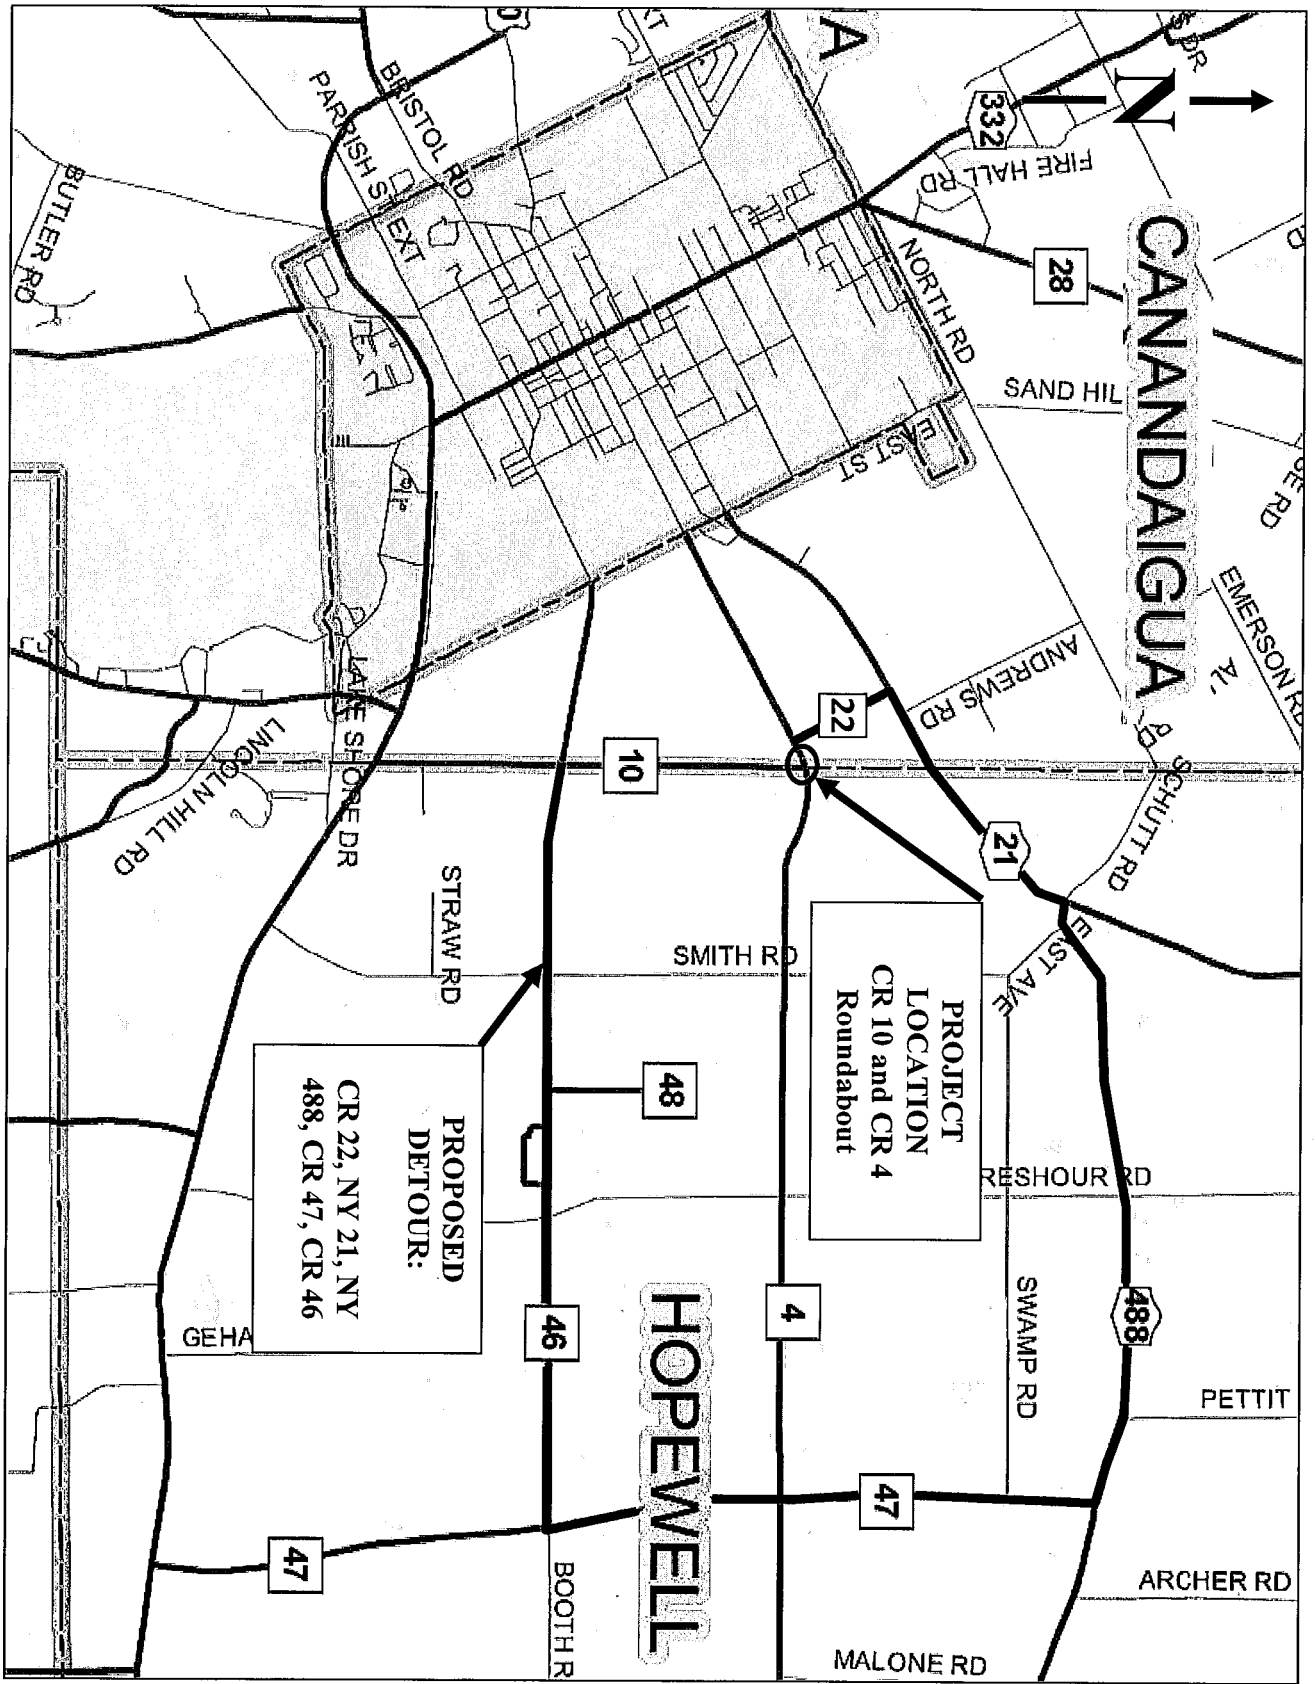 CANANDAIGUA
HOPEWELL
A
N
332
28
22
10
21
48
46
4
488
47
47
FIRE HALL RD
NORTH RD
SAND HIL
EMERSON RD
ANDREWS RD
SCHUTT RD
EAST ST
BRISTOL RD
PARRISH ST EXT
BUTLER RD
LAKE SHORE DR
LINCOLN HILL RD
STRAW RD
SMITH RD
EAST AVE
RESHOUR RD
SWAMP RD
PETTIT
ARCHER RD
MALONE RD
BOOTH R
GEHA
PROJECT
LOCATION
CR 10 and CR 4
Roundabout
PROPOSED
DETOUR:
CR 22, NY 21, NY
488, CR 47, CR 46